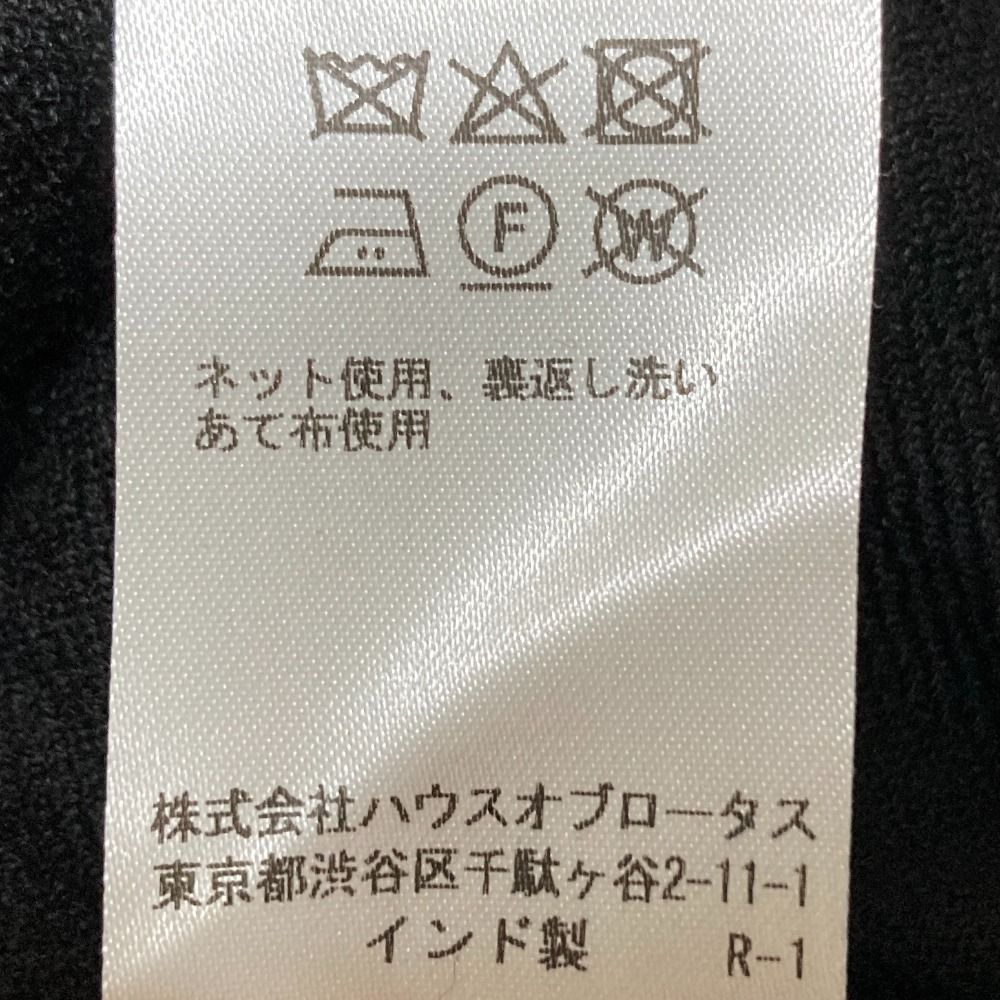 F W
ネット使用、裏返し洗い
あて布使用
株式会社ハウスオブロータス
東京都渋谷区千駄ヶ谷2-11-1
インド製 R-1